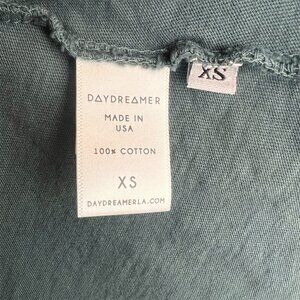 DAYDREAMER
MADE IN
USA
100% COTTON
XS
DAYDREAMERLA.COM
XS